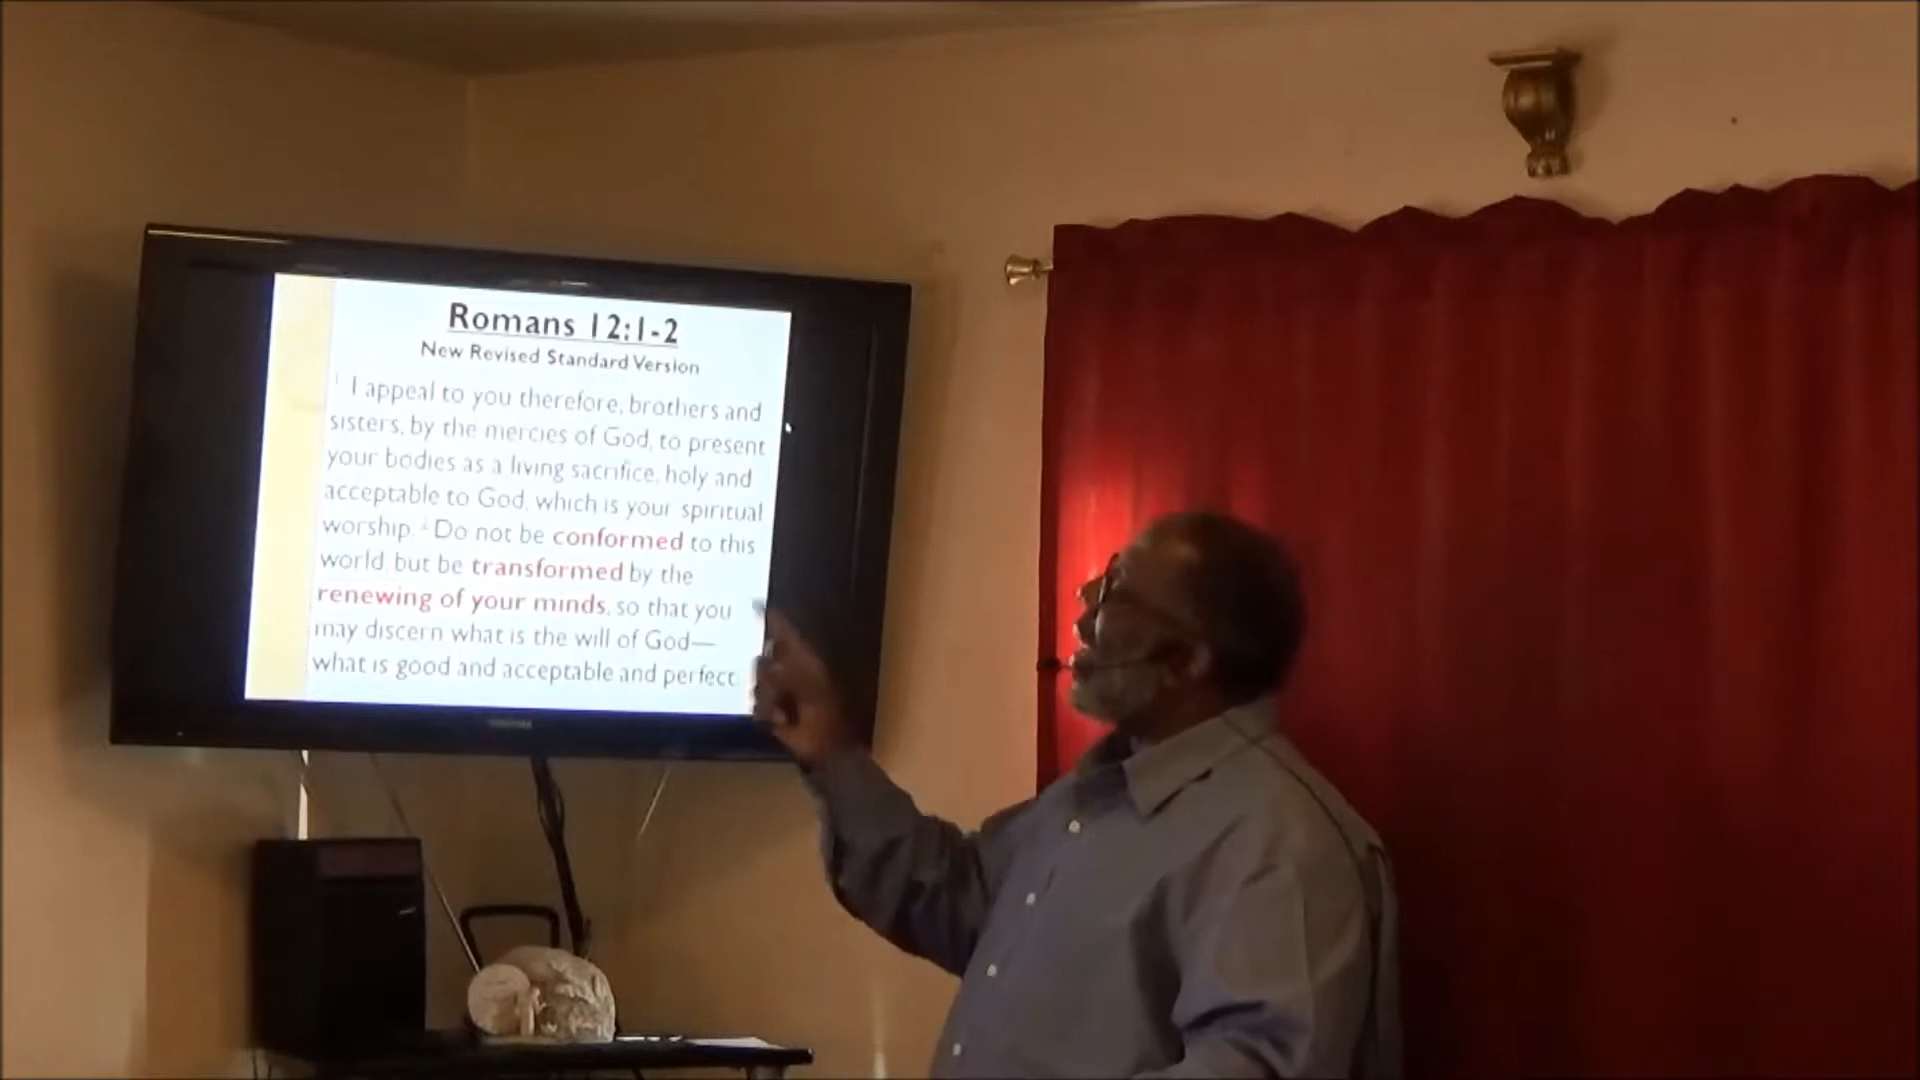 Romans 12:1-2
New Revised Standard Version
1 I appeal to you therefore, brothers and
sisters, by the mercies of God, to present
your bodies as a living sacrifice, holy and
acceptable to God, which is your spiritual
worship. 2 Do not be conformed to this
world, but be transformed by the
renewing of your minds, so that you
may discern what is the will of God—
what is good and acceptable and perfect